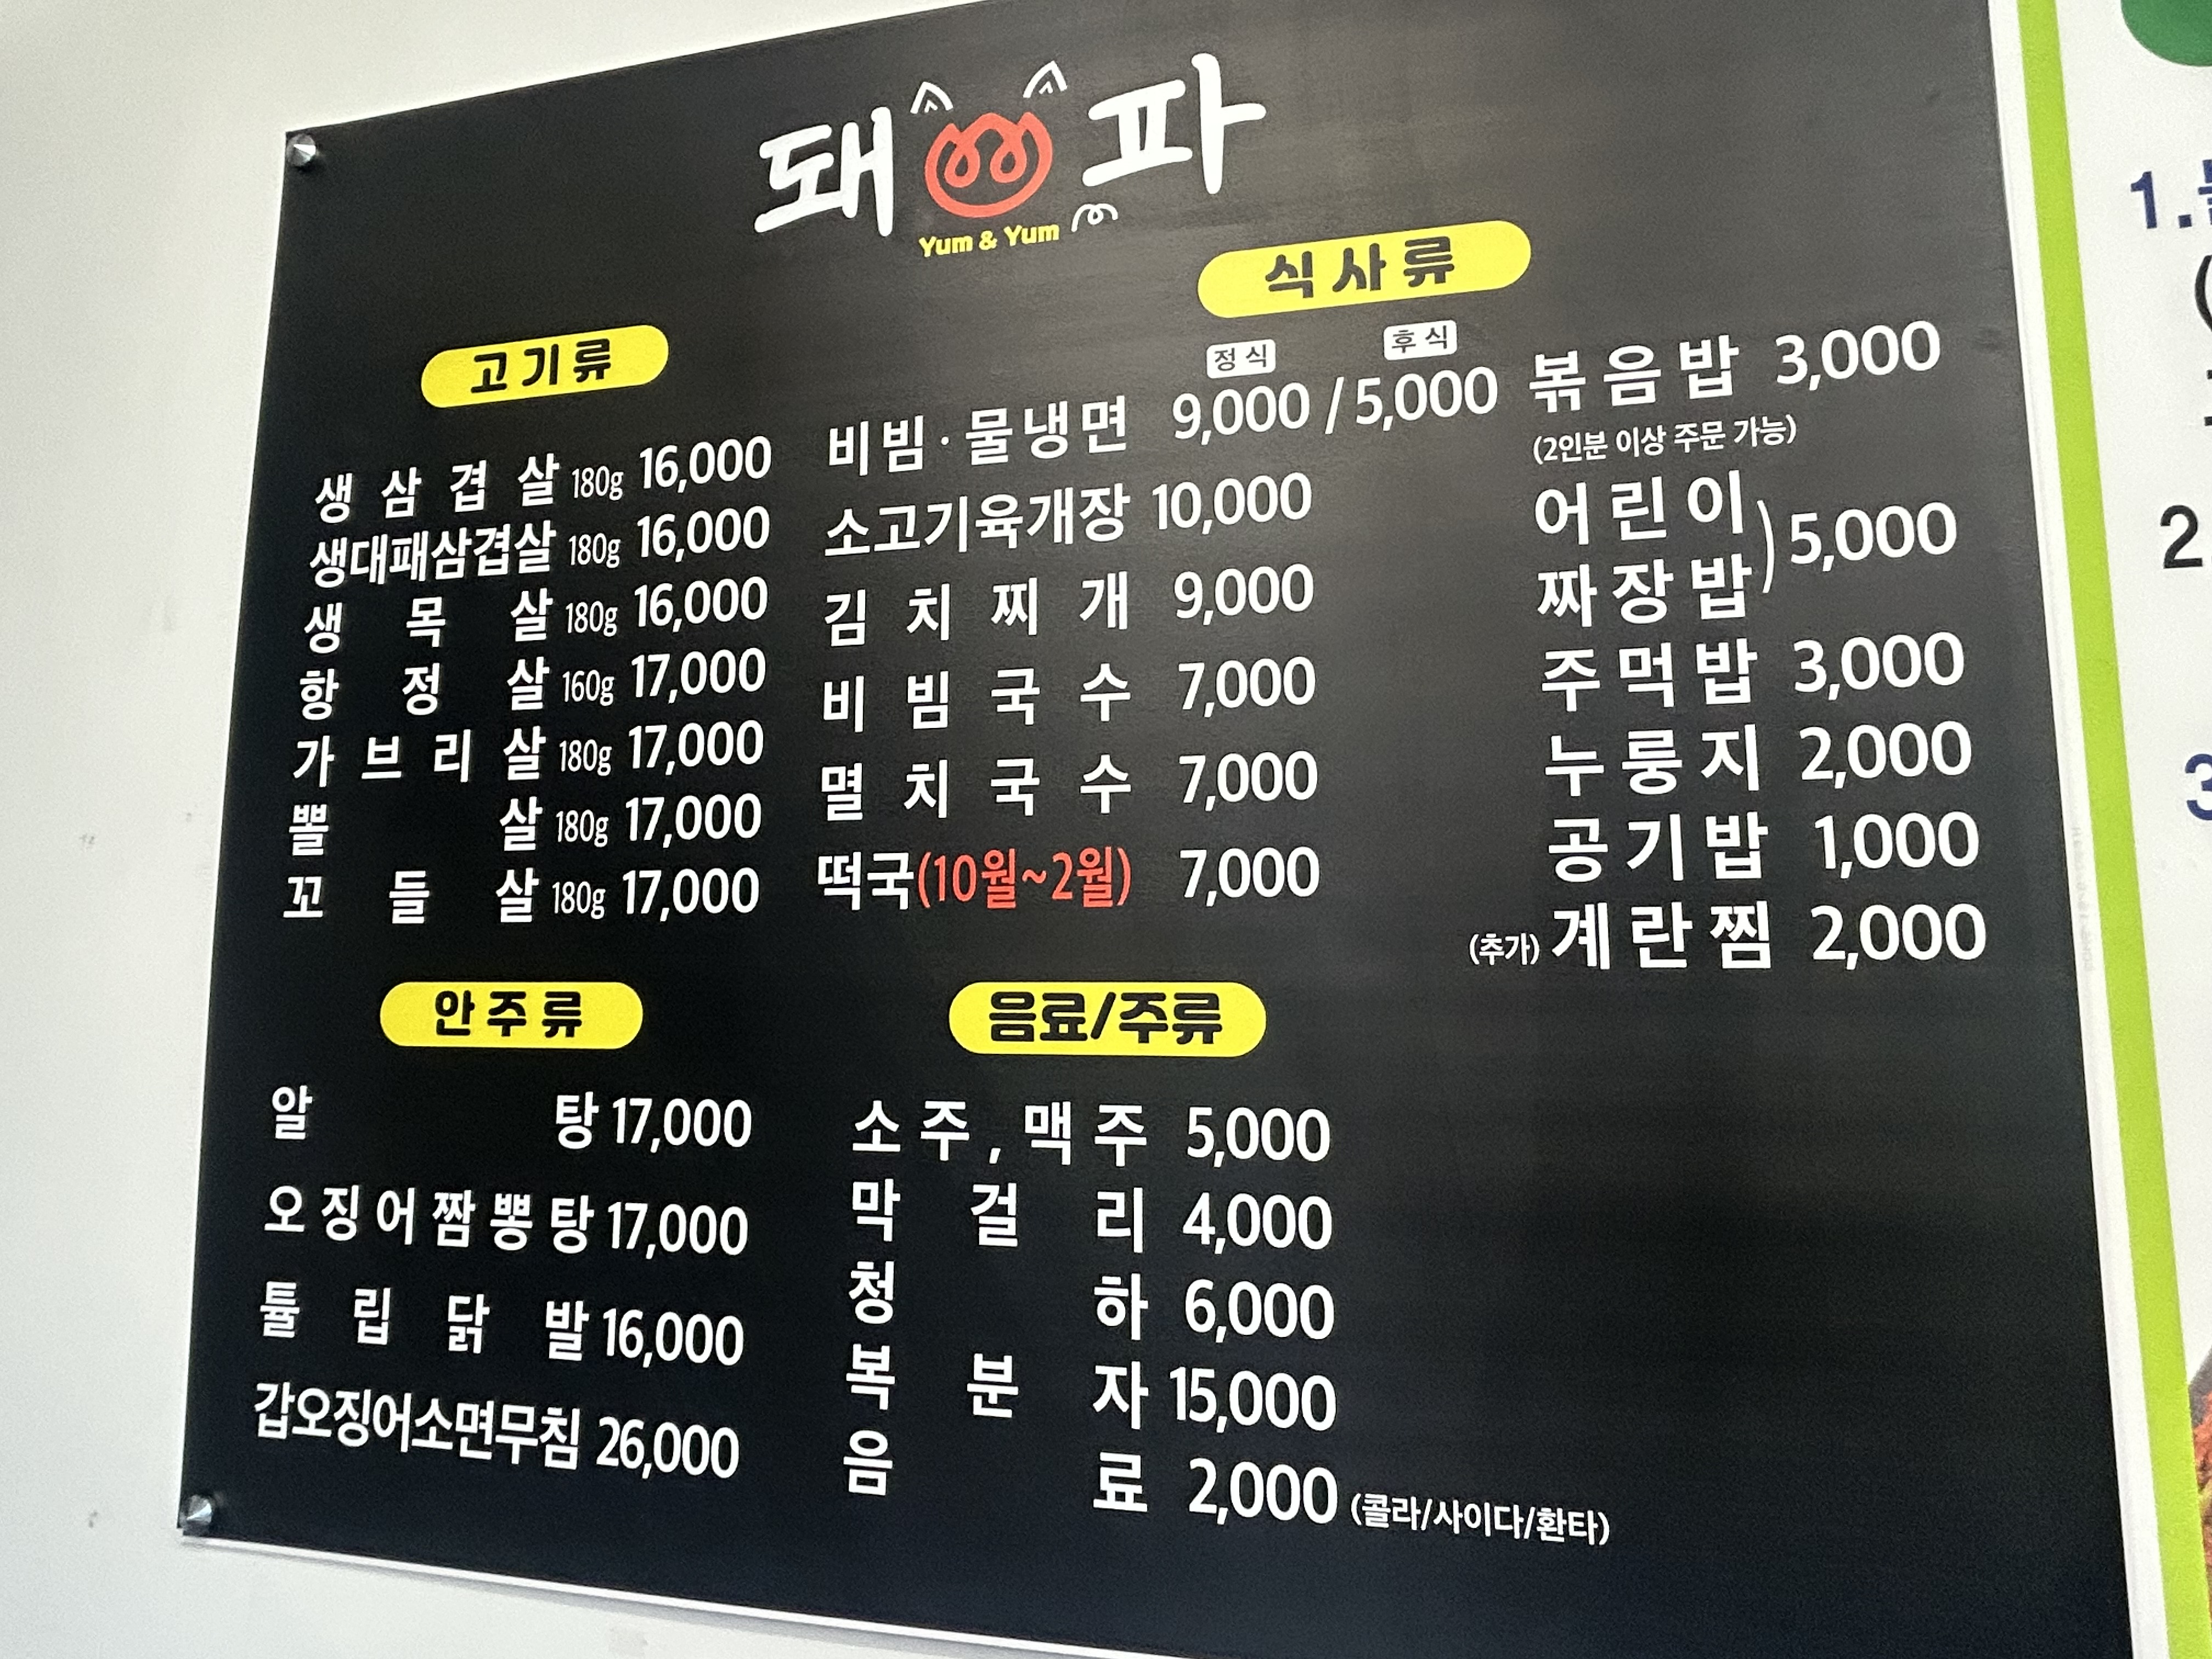 돼파
Yum & Yum
고기류
생삼겹살 180g 16,000
생대패삼겹살 180g 16,000
생목살 180g 16,000
항정살 160g 17,000
가브리살 180g 17,000
뽈살 180g 17,000
꼬들살 180g 17,000
식사류
정식 후식
비빔·물냉면 9,000 / 5,000
소고기육개장 10,000
김치찌개 9,000
비빔국수 7,000
멸치국수 7,000
떡국(10월~2월) 7,000
볶음밥 3,000
(2인분 이상 주문 가능)
어린이
짜장밥) 5,000
주먹밥 3,000
누룽지 2,000
공기밥 1,000
(추가) 계란찜 2,000
안주류
알탕 17,000
오징어짬뽕탕 17,000
튤립닭발 16,000
갑오징어소면무침 26,000
음료/주류
소주, 맥주 5,000
막걸리 4,000
청하 6,000
복분자 15,000
음료 2,000 (콜라/사이다/환타)
1.
2
3